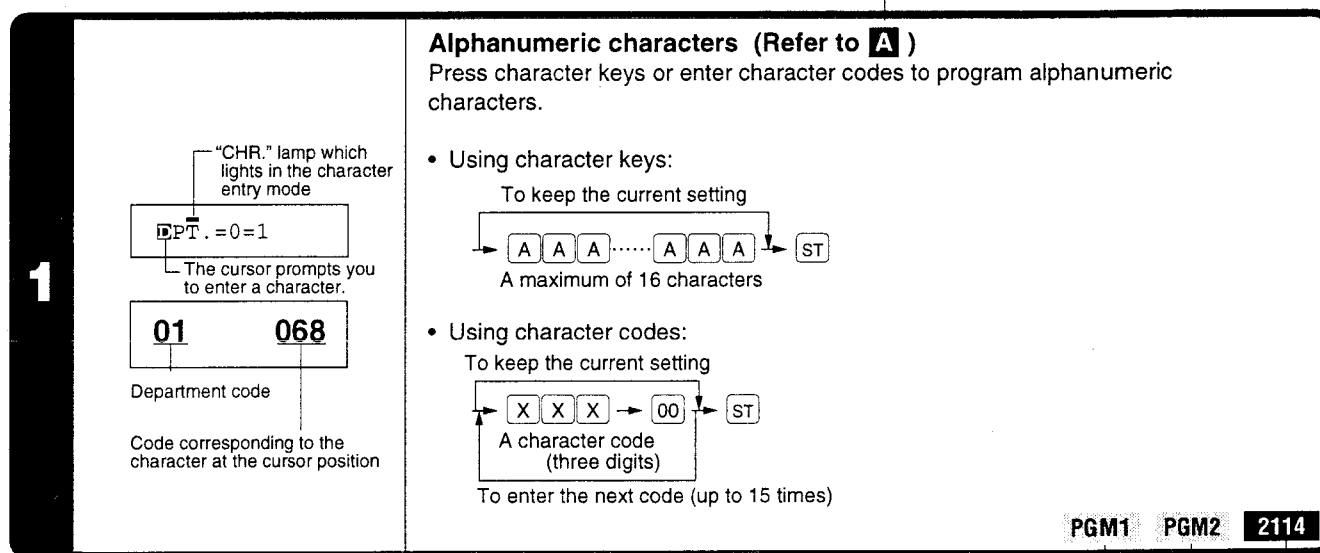 1
"CHR." lamp which
lights in the character
entry mode
DPT.=0=1
The cursor prompts you
to enter a character.
01 068
Department code
Code corresponding to the
character at the cursor position
Alphanumeric characters (Refer to A )
Press character keys or enter character codes to program alphanumeric
characters.
• Using character keys:
To keep the current setting
A A A ...... A A A ST
A maximum of 16 characters
• Using character codes:
To keep the current setting
X X X 00 ST
A character code
(three digits)
To enter the next code (up to 15 times)
PGM1 PGM2 2114